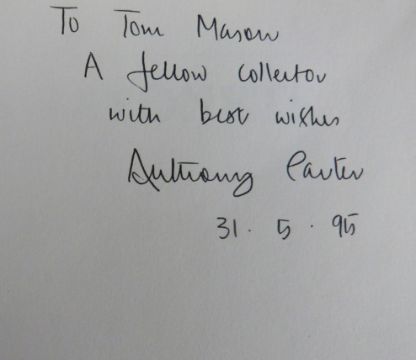 To Tom Mason
A fellow collector
with best wishes
Anthony Carter
31. 5. 95